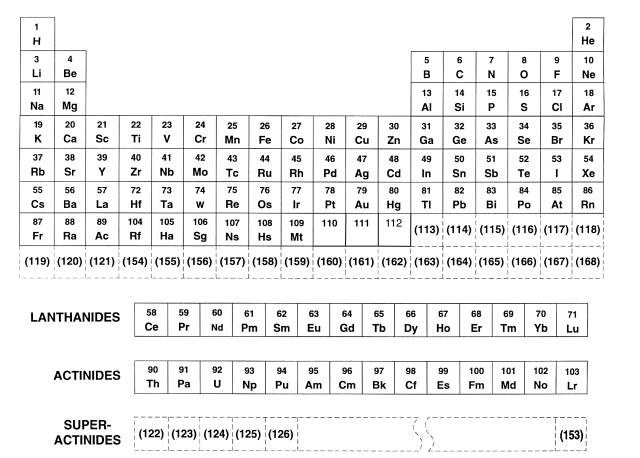 1 2
H He
3 4 5 6 7 8 9 10
Li Be B C N O F Ne
11 12 13 14 15 16 17 18
Na Mg Al Si P S Cl Ar
19 20 21 22 23 24 25 26 27 28 29 30 31 32 33 34 35 36
K Ca Sc Ti V Cr Mn Fe Co Ni Cu Zn Ga Ge As Se Br Kr
37 38 39 40 41 42 43 44 45 46 47 48 49 50 51 52 53 54
Rb Sr Y Zr Nb Mo Tc Ru Rh Pd Ag Cd In Sn Sb Te I Xe
55 56 57 72 73 74 75 76 77 78 79 80 81 82 83 84 85 86
Cs Ba La Hf Ta w Re Os Ir Pt Au Hg Tl Pb Bi Po At Rn
87 88 89 104 105 106 107 108 109 110 111 112 (113) (114) (115) (116) (117) (118)
Fr Ra Ac Rf Ha Sg Ns Hs Mt
(119) (120) (121) (154) (155) (156) (157) (158) (159) (160) (161) (162) (163) (164) (165) (166) (167) (168)
LANTHANIDES
58 59 60 61 62 63 64 65 66 67 68 69 70 71
Ce Pr Nd Pm Sm Eu Gd Tb Dy Ho Er Tm Yb Lu
ACTINIDES
90 91 92 93 94 95 96 97 98 99 100 101 102 103
Th Pa U Np Pu Am Cm Bk Cf Es Fm Md No Lr
SUPER-
ACTINIDES
(122) (123) (124) (125) (126) (153)